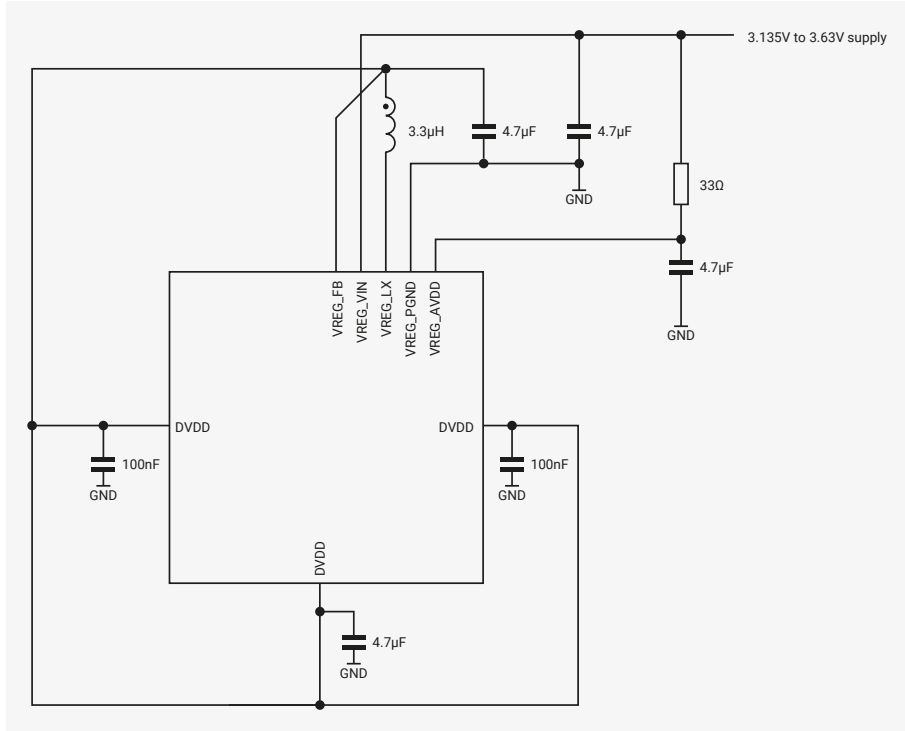 3.135V to 3.63V supply
3.3µH
4.7µF
4.7µF
33Ω
GND
4.7µF
GND
VREG_FB
VREG_VIN
VREG_LX
VREG_PGND
VREG_AVDD
DVDD
DVDD
100nF
GND
100nF
GND
DVDD
4.7µF
GND